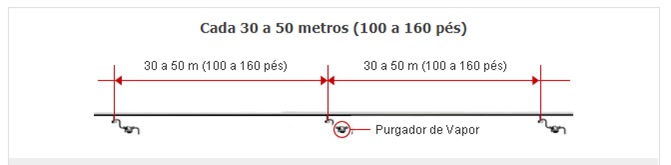 Cada 30 a 50 metros (100 a 160 pés)
30 a 50 m (100 a 160 pés) 30 a 50 m (100 a 160 pés)
Purgador de Vapor